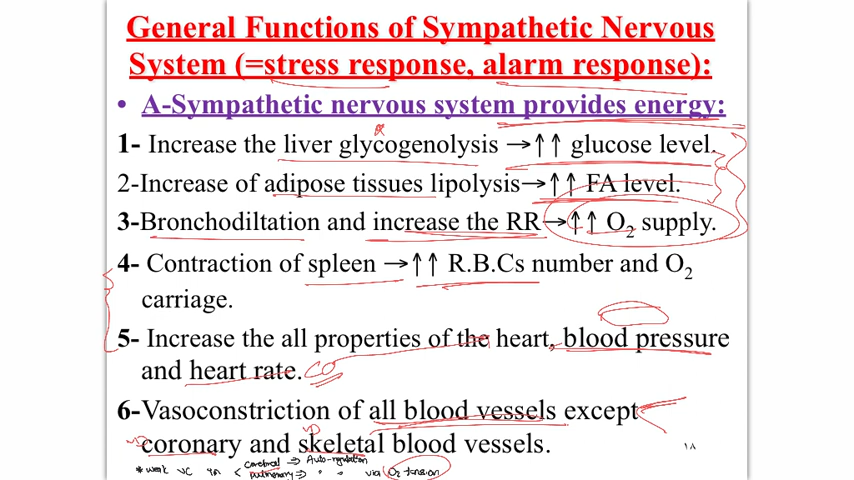 General Functions of Sympathetic Nervous
System (=stress response, alarm response):
• A-Sympathetic nervous system provides energy:
1- Increase the liver glycogenolysis →↑↑ glucose level.
2-Increase of adipose tissues lipolysis→↑↑ FA level.
3-Bronchodiltation and increase the RR→↑↑ O₂ supply.
4- Contraction of spleen →↑↑ R.B.Cs number and O₂
carriage.
5- Increase the all properties of the heart, blood pressure
and heart rate. CO
6-Vasoconstriction of all blood vessels except
coronary and skeletal blood vessels.
١٨
cerebral ⇒ Auto-regulation
* weak VC < pulmonary ⇒ " " via O₂ tension